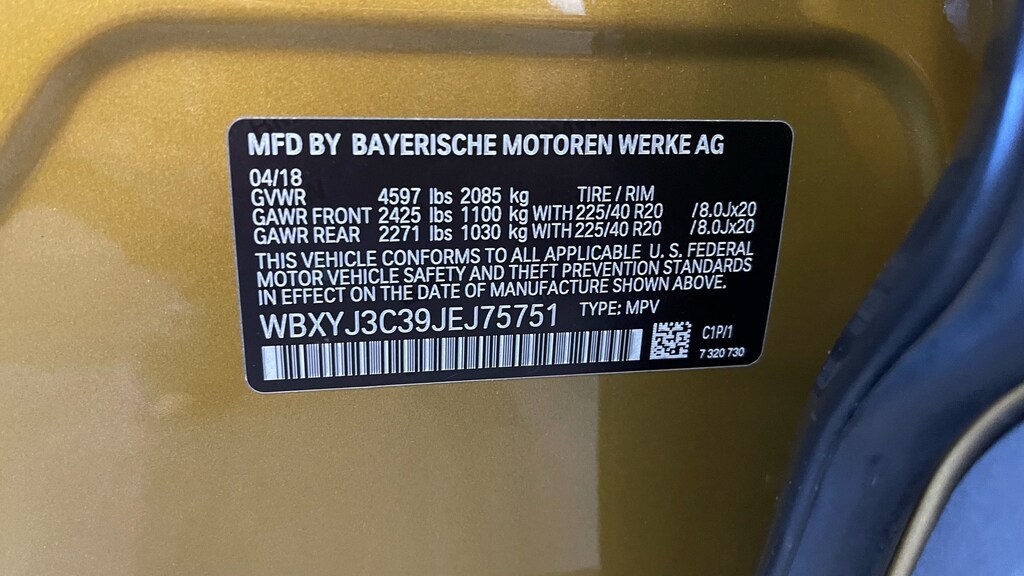 MFD BY BAYERISCHE MOTOREN WERKE AG
04/18
GVWR 4597 lbs 2085 kg TIRE / RIM
GAWR FRONT 2425 lbs 1100 kg WITH 225/40 R20 /8.0Jx20
GAWR REAR 2271 lbs 1030 kg WITH 225/40 R20 /8.0Jx20
THIS VEHICLE CONFORMS TO ALL APPLICABLE U. S. FEDERAL
MOTOR VEHICLE SAFETY AND THEFT PREVENTION STANDARDS
IN EFFECT ON THE DATE OF MANUFACTURE SHOWN ABOVE.
WBXYJ3C39JEJ75751 TYPE: MPV
C1P/1
7 320 730